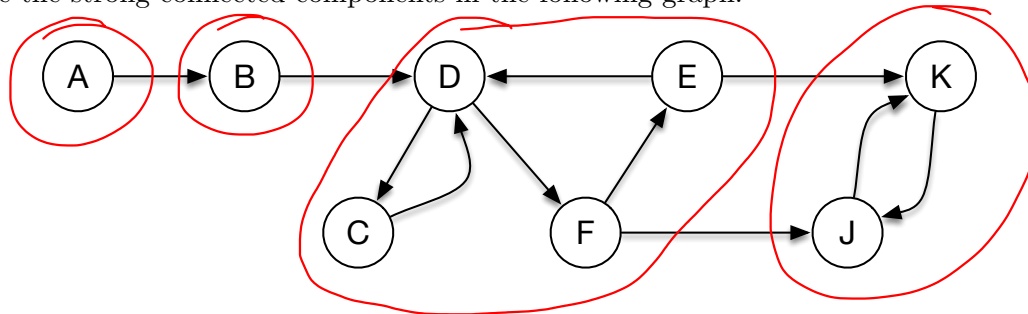 the strong connected components in the following graph.
A B D E K
C F J